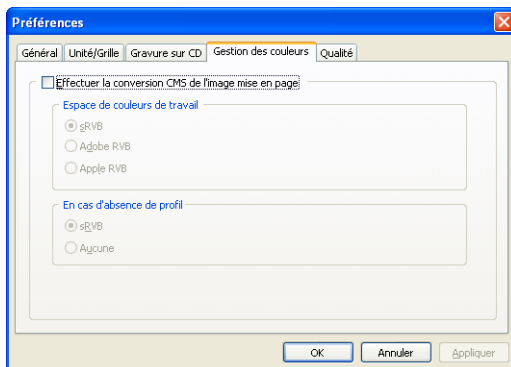 Préférences
Général Unité/Grille Gravure sur CD Gestion des couleurs Qualité
Effectuer la conversion CMS de l'image mise en page
Espace de couleurs de travail
sRVB
Adobe RVB
Apple RVB
En cas d'absence de profil
sRVB
Aucune
OK Annuler Appliquer